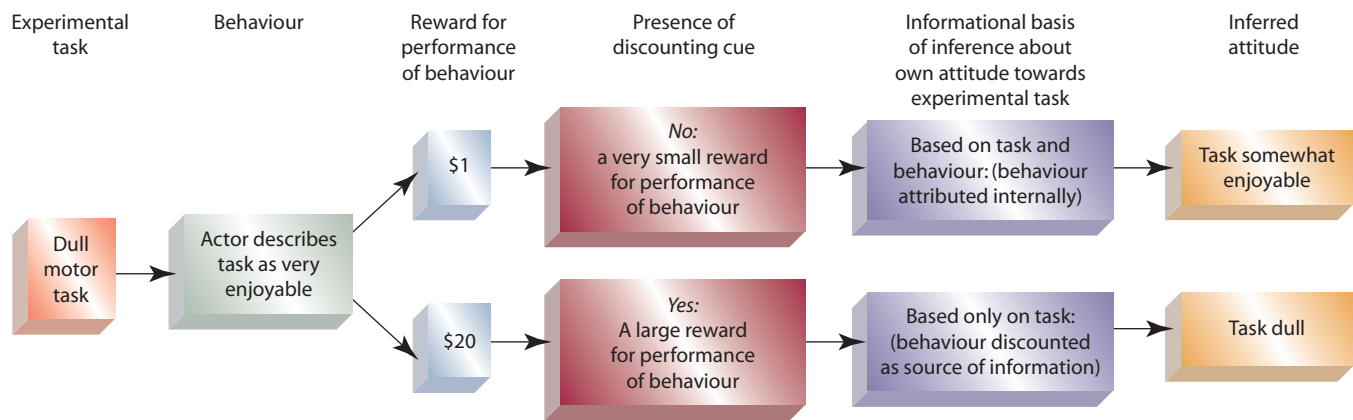 Experimental
task
Behaviour
Reward for
performance
of behaviour
Presence of
discounting cue
Informational basis
of inference about
own attitude towards
experimental task
Inferred
attitude
Dull
motor
task
Actor describes
task as very
enjoyable
$1
No:
a very small reward
for performance
of behaviour
Based on task and
behaviour: (behaviour
attributed internally)
Task somewhat
enjoyable
$20
Yes:
A large reward
for performance
of behaviour
Based only on task:
(behaviour discounted
as source of information)
Task dull